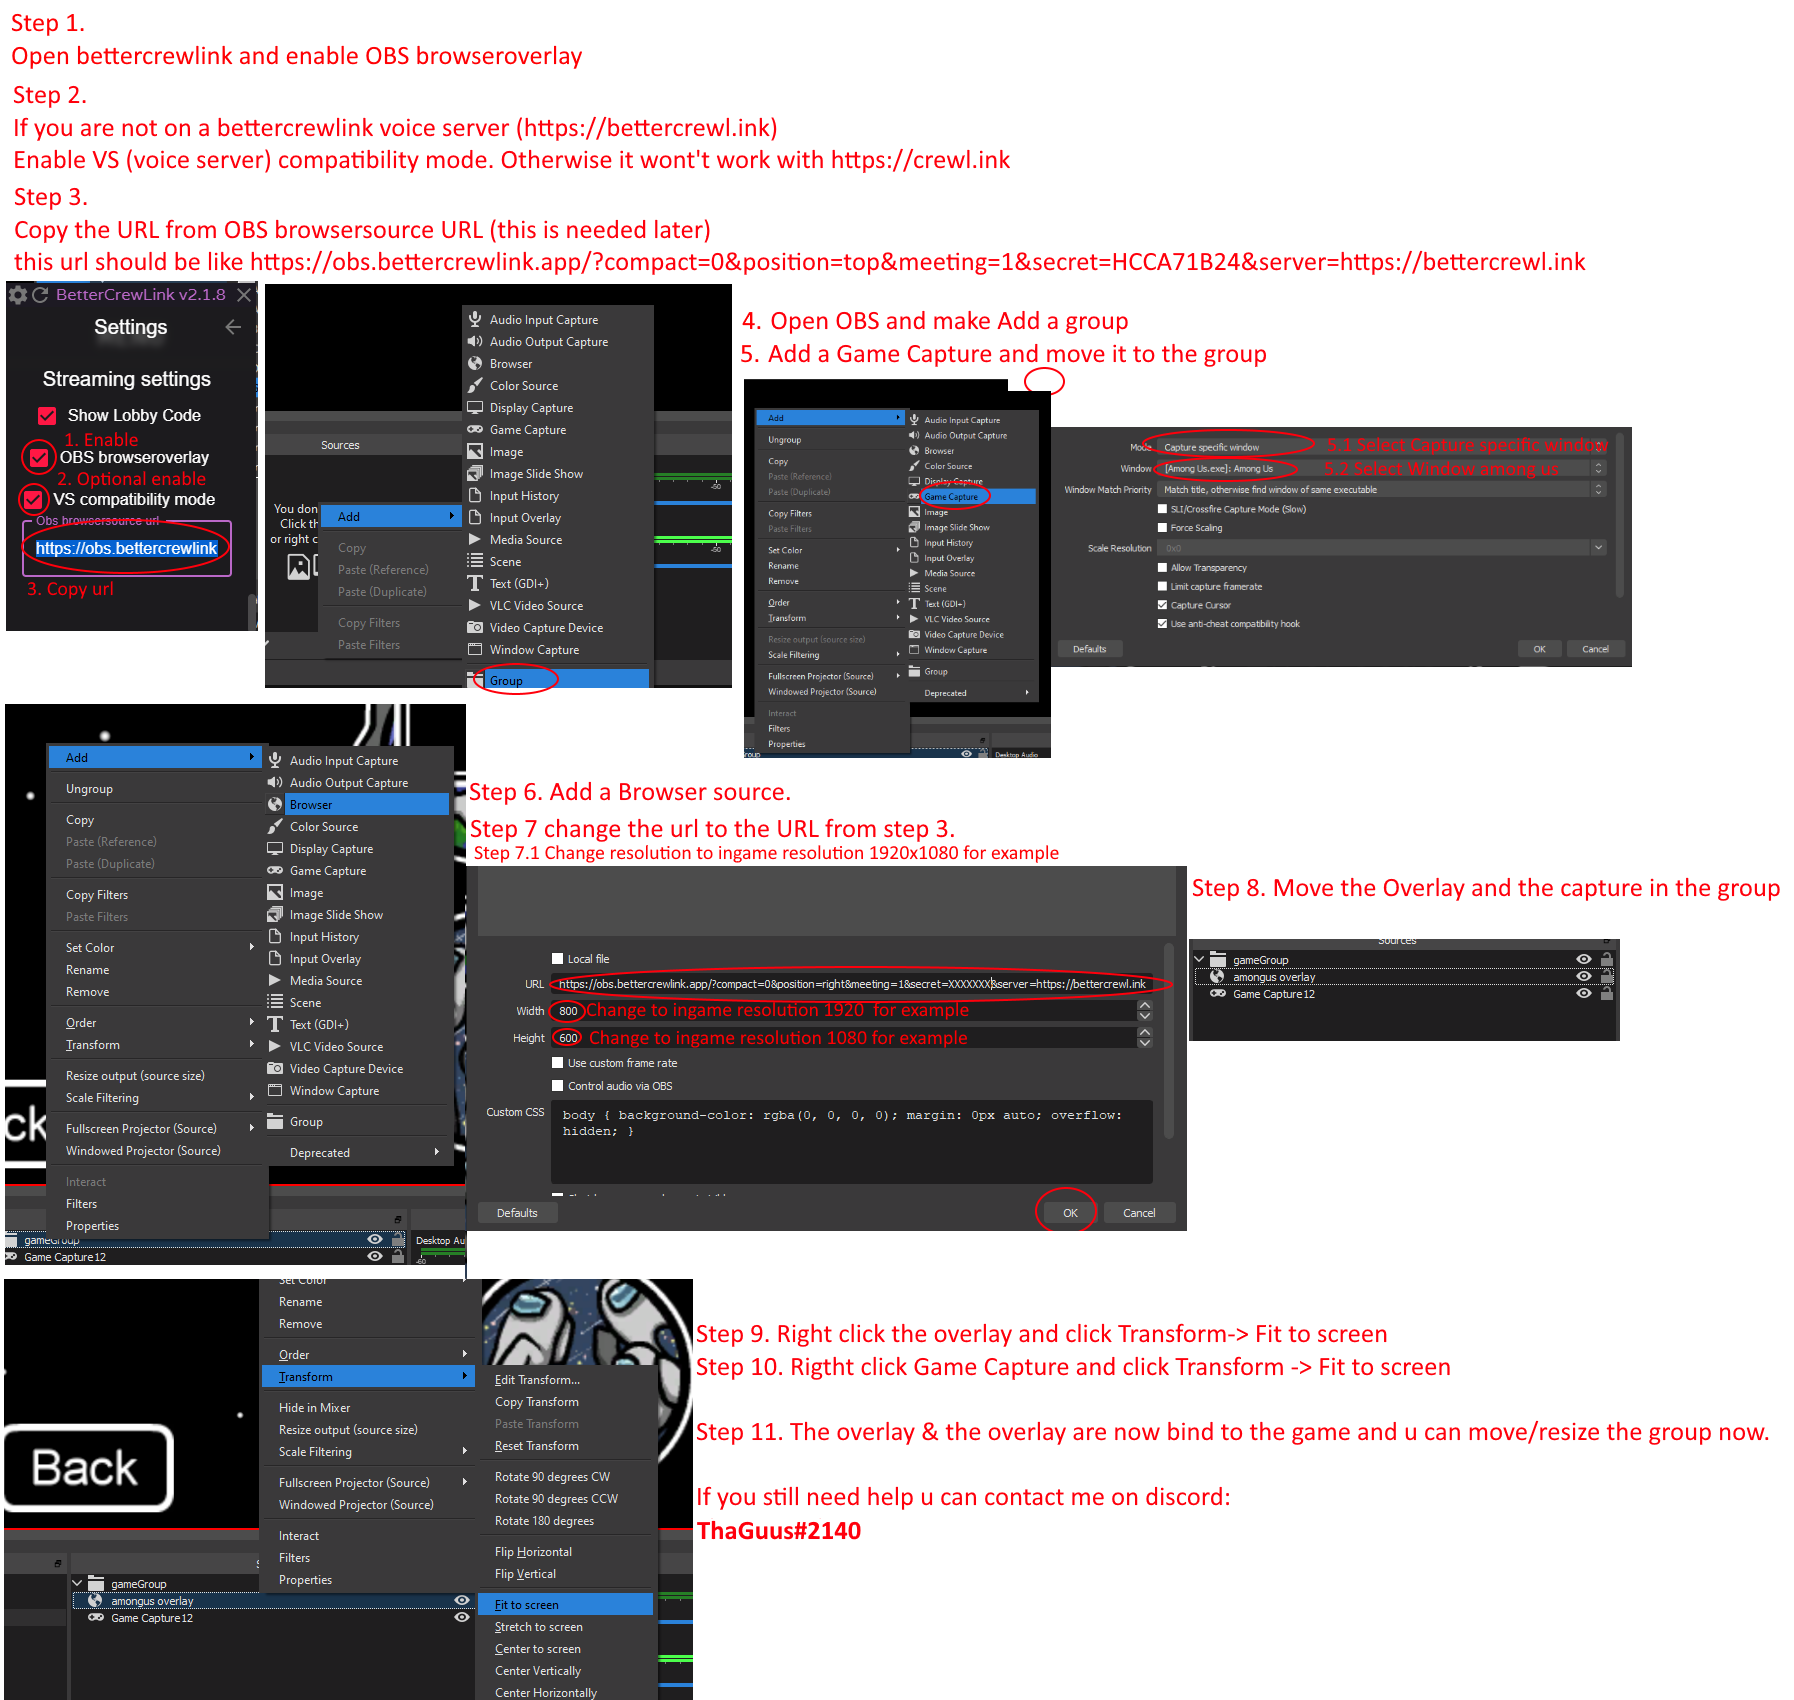 Step 1.
Open bettercrewlink and enable OBS browseroverlay
Step 2.
If you are not on a bettercrewlink voice server (https://bettercrewl.ink)
Enable VS (voice server) compatibility mode. Otherwise it wont't work with https://crewl.ink
Step 3.
Copy the URL from OBS browsersource URL (this is needed later)
this url should be like https://obs.bettercrewlink.app/?compact=0&position=top&meeting=1&secret=HCCA71B24&server=https://bettercrewl.ink
BetterCrewLink v2.1.8
Settings
Streaming settings
Show Lobby Code
1. Enable
OBS browseroverlay
2. Optional enable
VS compatibility mode
Obs browsersource url
https://obs.bettercrewlink
3. Copy url
Sources
You don
Click th
or right c
Add
Copy
Paste (Reference)
Paste (Duplicate)
Copy Filters
Paste Filters
Audio Input Capture
Audio Output Capture
Browser
Color Source
Display Capture
Game Capture
Image
Image Slide Show
Input History
Input Overlay
Media Source
Scene
Text (GDI+)
VLC Video Source
Video Capture Device
Window Capture
Group
-50
-50
4. Open OBS and make Add a group
5. Add a Game Capture and move it to the group
Add
Ungroup
Copy
Paste (Reference)
Paste (Duplicate)
Copy Filters
Paste Filters
Set Color
Rename
Remove
Order
Transform
Resize output (source size)
Scale Filtering
Fullscreen Projector (Source)
Windowed Projector (Source)
Interact
Filters
Properties
Audio Input Capture
Audio Output Capture
Browser
Color Source
Display Capture
Game Capture
Image
Image Slide Show
Input History
Input Overlay
Media Source
Scene
Text (GDI+)
VLC Video Source
Video Capture Device
Window Capture
Group
Deprecated
roup
Desktop Audio
Mode Capture specific window 5.1 Select Capture specific window
Window [Among Us.exe]: Among Us 5.2 Select Window among us
Window Match Priority Match title, otherwise find window of same executable
SLI/Crossfire Capture Mode (Slow)
Force Scaling
Scale Resolution 0x0
Allow Transparency
Limit capture framerate
Capture Cursor
Use anti-cheat compatibility hook
Defaults OK Cancel
Add
Ungroup
Copy
Paste (Reference)
Paste (Duplicate)
Copy Filters
Paste Filters
Set Color
Rename
Remove
Order
Transform
Resize output (source size)
Scale Filtering
Fullscreen Projector (Source)
Windowed Projector (Source)
Interact
Filters
Properties
Audio Input Capture
Audio Output Capture
Browser
Color Source
Display Capture
Game Capture
Image
Image Slide Show
Input History
Input Overlay
Media Source
Scene
Text (GDI+)
VLC Video Source
Video Capture Device
Window Capture
Group
Deprecated
ck
gameGroup
Game Capture12
Desktop Au
-60
Step 6. Add a Browser source.
Step 7 change the url to the URL from step 3.
Step 7.1 Change resolution to ingame resolution 1920x1080 for example
Local file
URL https://obs.bettercrewlink.app/?compact=0&position=right&meeting=1&secret=XXXXXXX&server=https://bettercrewl.ink
Width 800 Change to ingame resolution 1920 for example
Height 600 Change to ingame resolution 1080 for example
Use custom frame rate
Control audio via OBS
Custom CSS body { background-color: rgba(0, 0, 0, 0); margin: 0px auto; overflow:
hidden; }
Defaults OK Cancel
Step 8. Move the Overlay and the capture in the group
Sources
gameGroup
amongus overlay
Game Capture12
Set Color
Rename
Remove
Order
Transform
Hide in Mixer
Resize output (source size)
Scale Filtering
Fullscreen Projector (Source)
Windowed Projector (Source)
Interact
Filters
Properties
Edit Transform...
Copy Transform
Paste Transform
Reset Transform
Rotate 90 degrees CW
Rotate 90 degrees CCW
Rotate 180 degrees
Flip Horizontal
Flip Vertical
Fit to screen
Stretch to screen
Center to screen
Center Vertically
Center Horizontally
Back
S
gameGroup
amongus overlay
Game Capture12
Step 9. Right click the overlay and click Transform-> Fit to screen
Step 10. Rigtht click Game Capture and click Transform -> Fit to screen
Step 11. The overlay & the overlay are now bind to the game and u can move/resize the group now.
If you still need help u can contact me on discord:
ThaGuus#2140